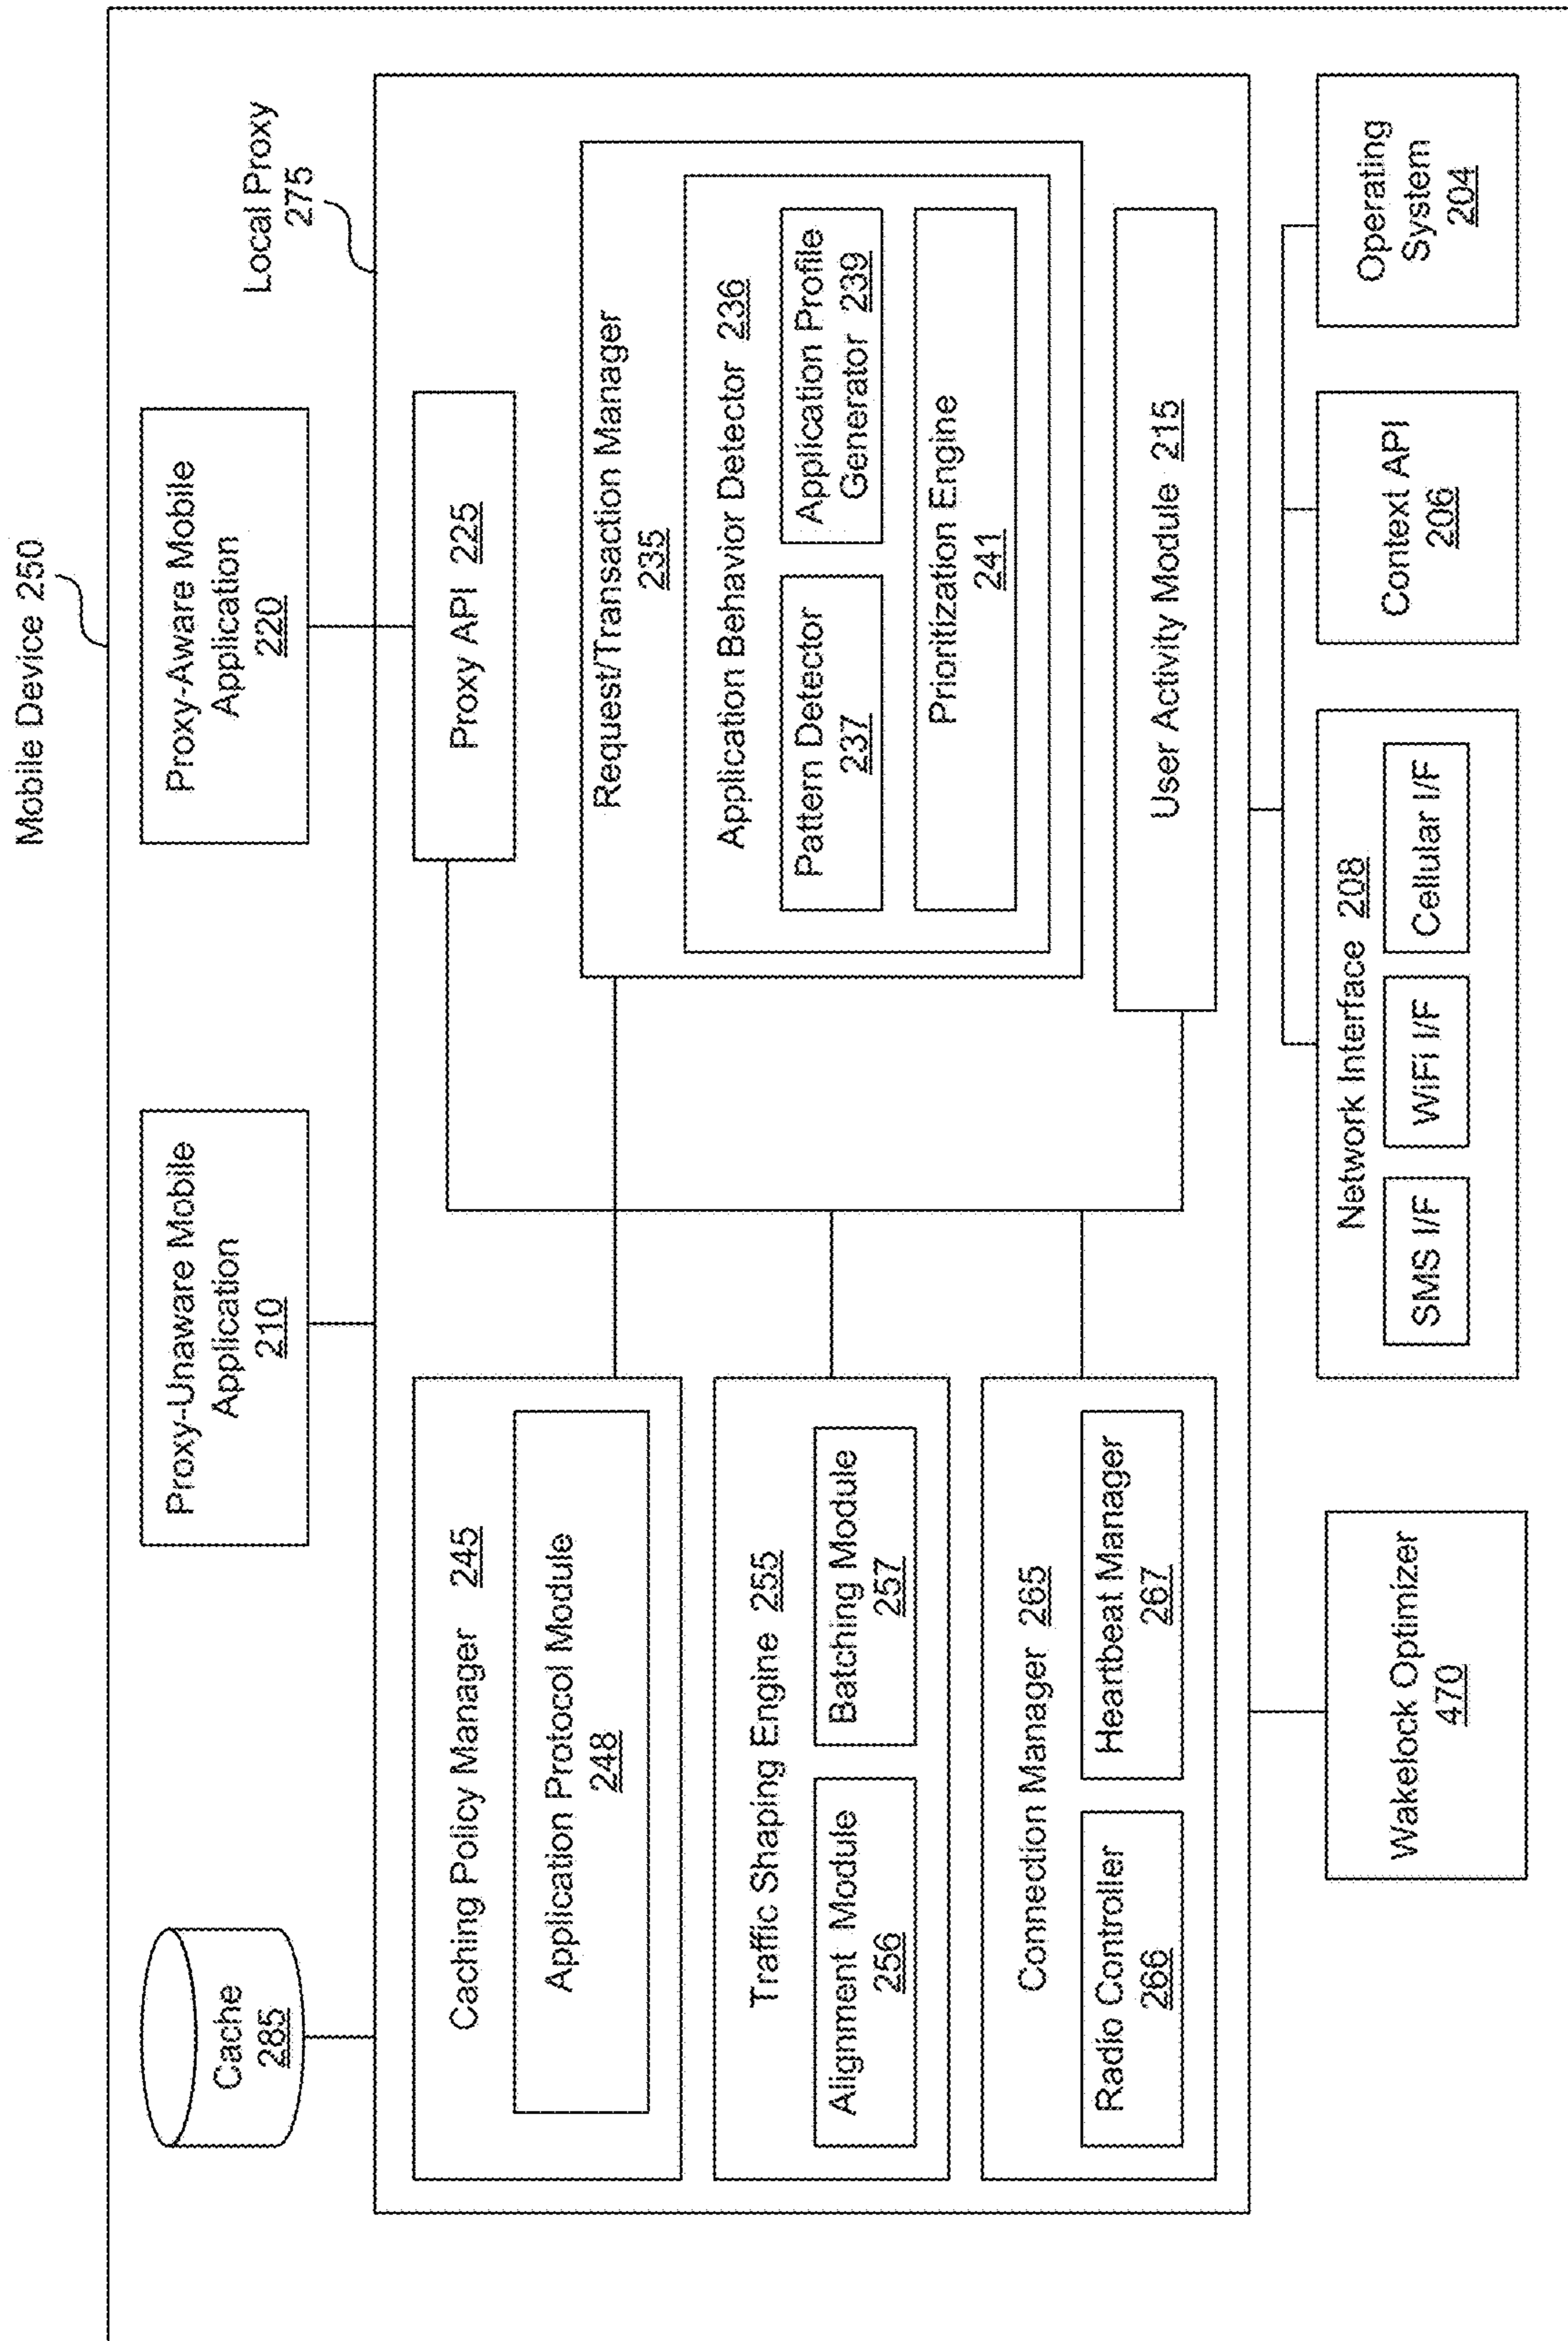 Mobile Device 250
Cache
285
Proxy-Unaware Mobile
Application
210
Proxy-Aware Mobile
Application
220
Local Proxy
275
Caching Policy Manager 245
Application Protocol Module
248
Traffic Shaping Engine 255
Alignment Module
256
Batching Module
257
Connection Manager 265
Radio Controller
266
Heartbeat Manager
267
Proxy API 225
Request/Transaction Manager
235
Application Behavior Detector 236
Pattern Detector
237
Application Profile
Generator 239
Prioritization Engine
241
User Activity Module 215
Wakelock Optimizer
470
Network Interface 208
SMS I/F
WiFi I/F
Cellular I/F
Context API
206
Operating
System
204